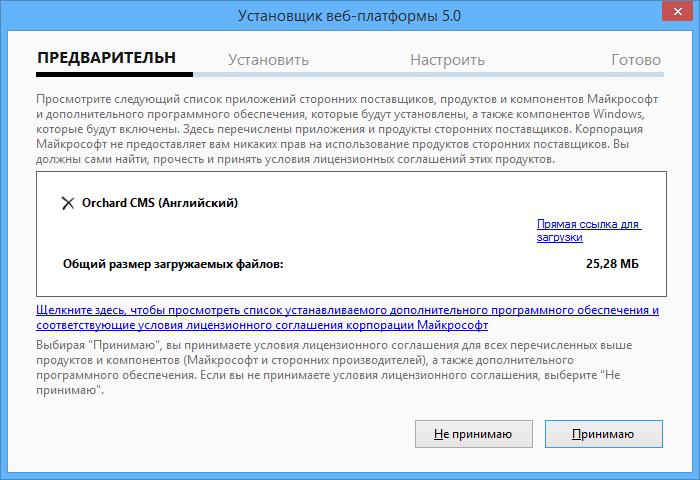 Установщик веб-платформы 5.0
ПРЕДВАРИТЕЛЬН Установить Настроить Готово
Просмотрите следующий список приложений сторонних поставщиков, продуктов и компонентов Майкрософт
и дополнительного программного обеспечения, которые будут установлены, а также компонентов Windows,
которые будут включены. Здесь перечислены приложения и продукты сторонних поставщиков. Корпорация
Майкрософт не предоставляет вам никаких прав на использование продуктов сторонних поставщиков. Вы
должны сами найти, прочесть и принять условия лицензионных соглашений этих продуктов.
Orchard CMS (Английский)
Прямая ссылка для
загрузки
Общий размер загружаемых файлов: 25,28 МБ
Щелкните здесь, чтобы просмотреть список устанавливаемого дополнительного программного обеспечения и
соответствующие условия лицензионного соглашения корпорации Майкрософт
Выбирая "Принимаю", вы принимаете условия лицензионного соглашения для всех перечисленных выше
продуктов и компонентов (Майкрософт и сторонних производителей), а также дополнительного
программного обеспечения. Если вы не принимаете условия лицензионного соглашения, выберите "Не
принимаю".
Не принимаю Принимаю